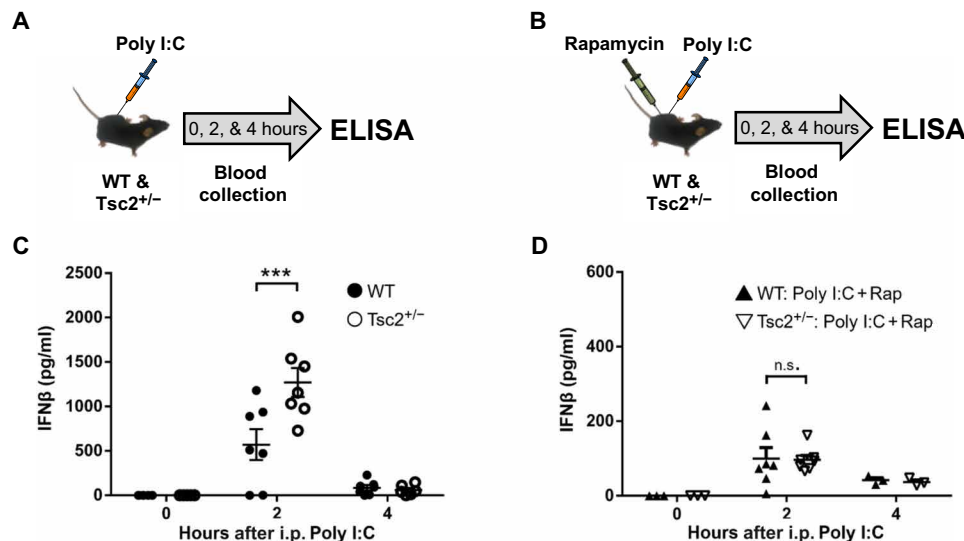 A
Poly I:C
0, 2, & 4 hours
ELISA
WT &
Tsc2+/–
Blood
collection
B
Rapamycin Poly I:C
0, 2, & 4 hours
ELISA
WT &
Tsc2+/–
Blood
collection
C
2500
2000
1500
1000
500
0
IFNβ (pg/ml)
***
WT
Tsc2+/–
0 2 4
Hours after i.p. Poly I:C
D
600
400
200
0
IFNβ (pg/ml)
WT: Poly I:C + Rap
Tsc2+/–: Poly I:C + Rap
n.s.
0 2 4
Hours after i.p. Poly I:C